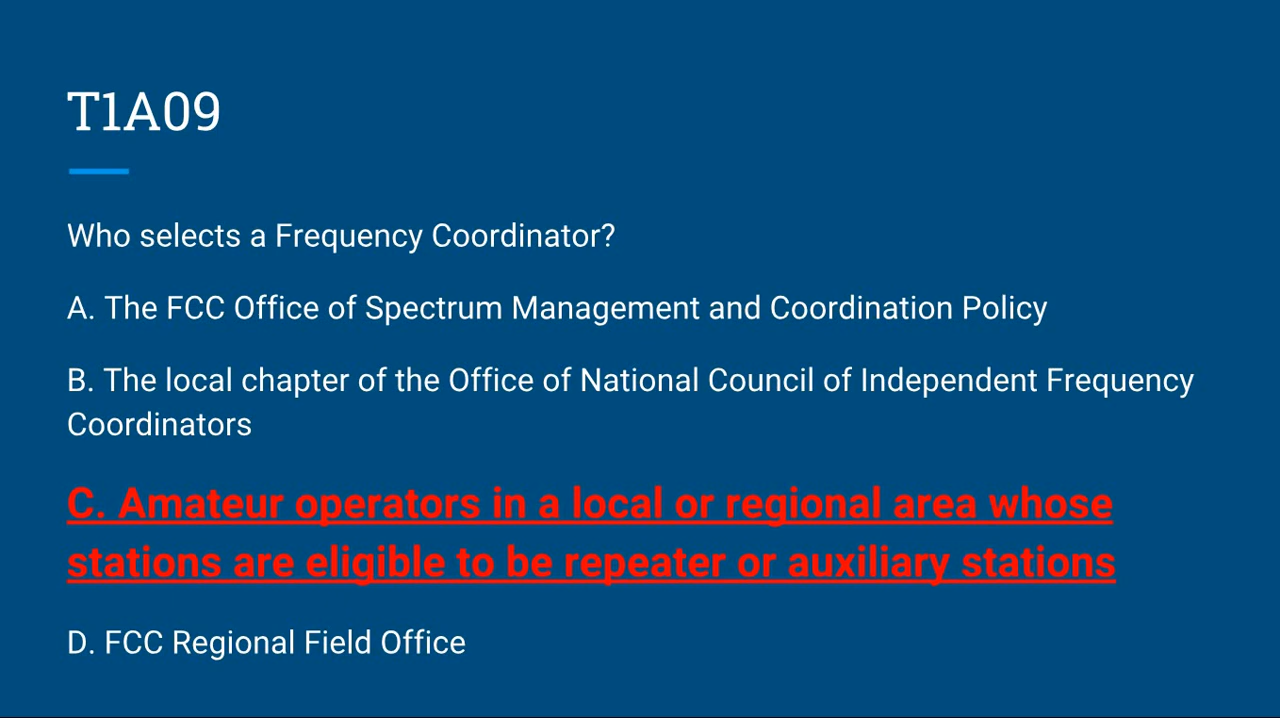 T1A09
Who selects a Frequency Coordinator?
A. The FCC Office of Spectrum Management and Coordination Policy
B. The local chapter of the Office of National Council of Independent Frequency
Coordinators
C. Amateur operators in a local or regional area whose
stations are eligible to be repeater or auxiliary stations
D. FCC Regional Field Office